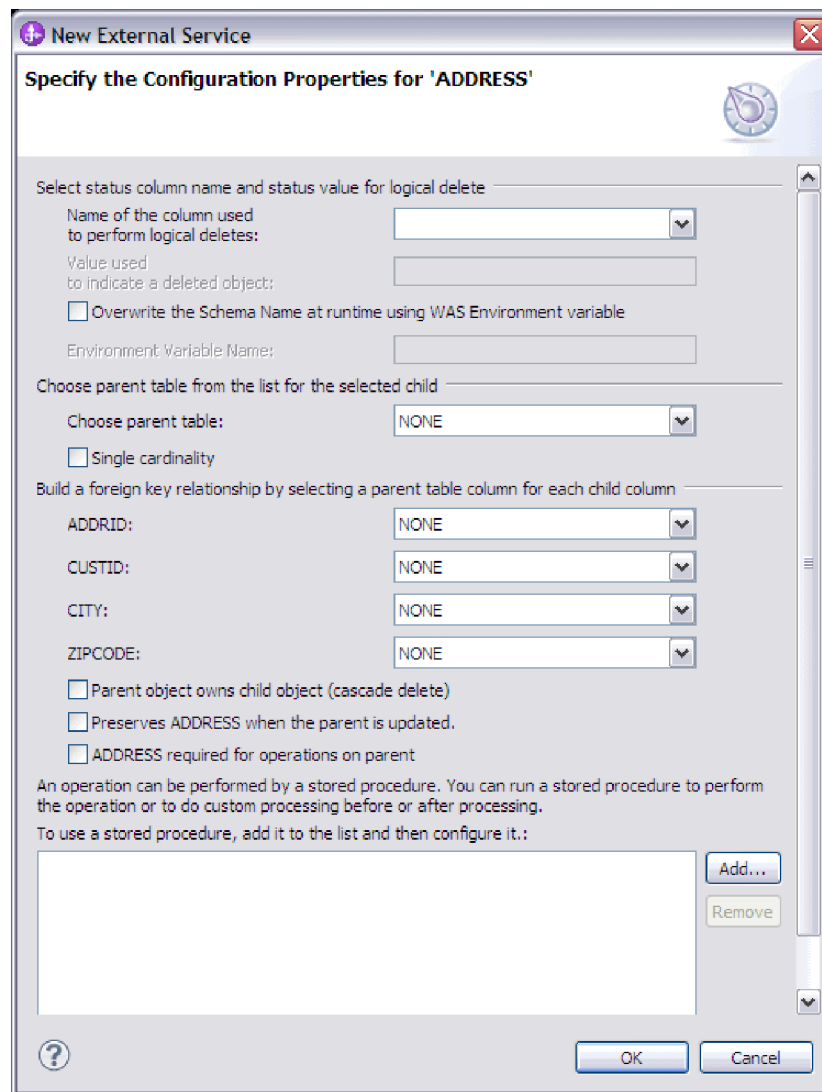 New External Service
Specify the Configuration Properties for 'ADDRESS'
Select status column name and status value for logical delete
Name of the column used
to perform logical deletes:
Value used
to indicate a deleted object:
Overwrite the Schema Name at runtime using WAS Environment variable
Environment Variable Name:
Choose parent table from the list for the selected child
Choose parent table: NONE
Single cardinality
Build a foreign key relationship by selecting a parent table column for each child column
ADDRID: NONE
CUSTID: NONE
CITY: NONE
ZIPCODE: NONE
Parent object owns child object (cascade delete)
Preserves ADDRESS when the parent is updated.
ADDRESS required for operations on parent
An operation can be performed by a stored procedure. You can run a stored procedure to perform
the operation or to do custom processing before or after processing.
To use a stored procedure, add it to the list and then configure it.:
Add...
Remove
?
OK Cancel